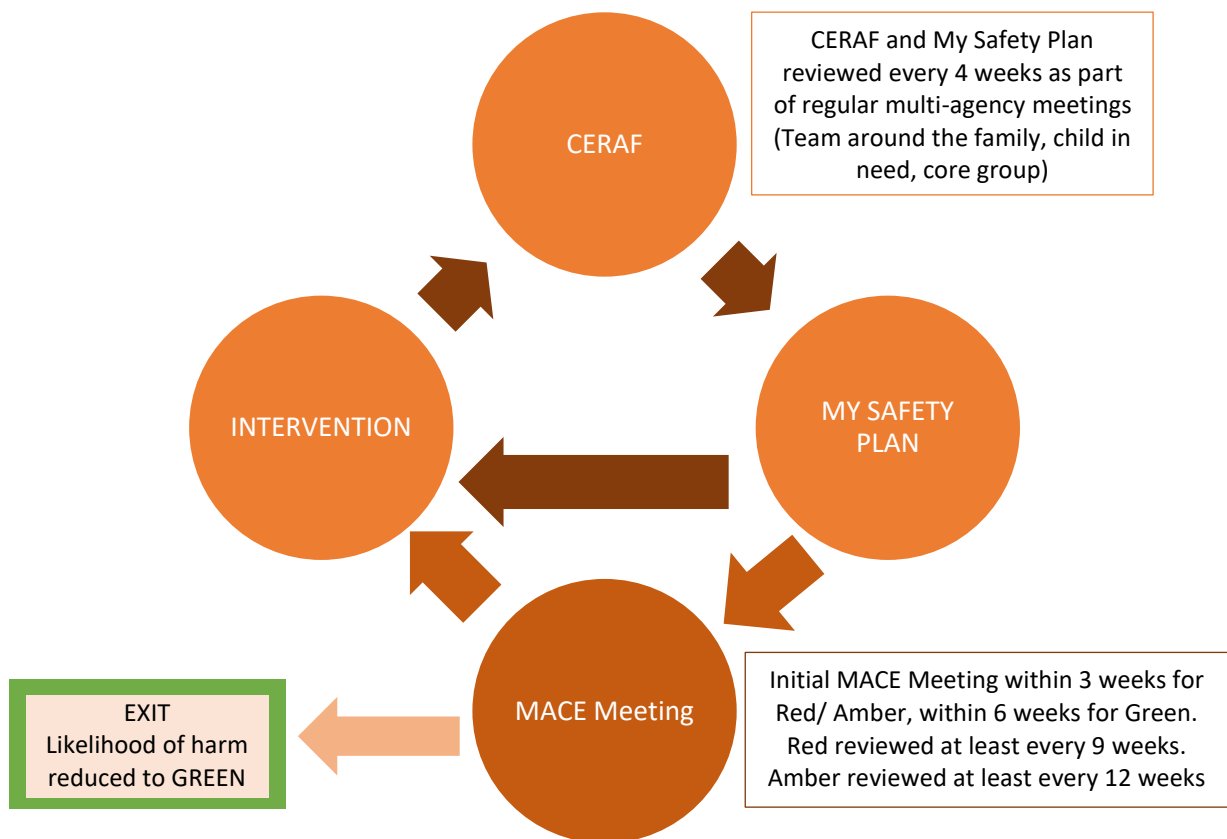 CERAF
CERAF and My Safety Plan
reviewed every 4 weeks as part
of regular multi-agency meetings
(Team around the family, child in
need, core group)
INTERVENTION
MY SAFETY
PLAN
MACE Meeting
Initial MACE Meeting within 3 weeks for
Red/ Amber, within 6 weeks for Green.
Red reviewed at least every 9 weeks.
Amber reviewed at least every 12 weeks
EXIT
Likelihood of harm
reduced to GREEN